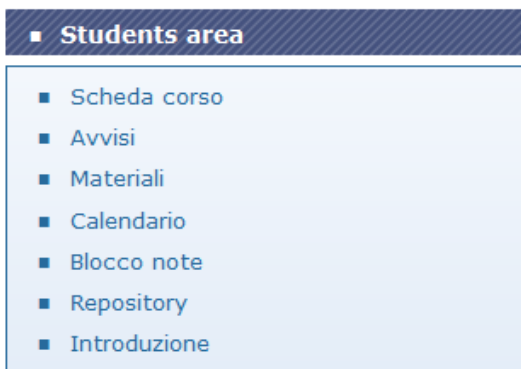 Students area
Scheda corso
Avvisi
Materiali
Calendario
Blocco note
Repository
Introduzione